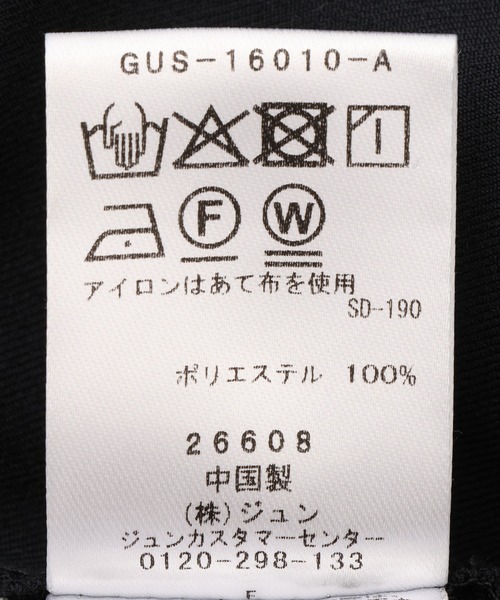 GUS-16010-A
F W
アイロンはあて布を使用
SD-190
ポリエステル 100%
26608
中国製
(株)ジュン
ジュンカスタマーセンター
0120-298-133